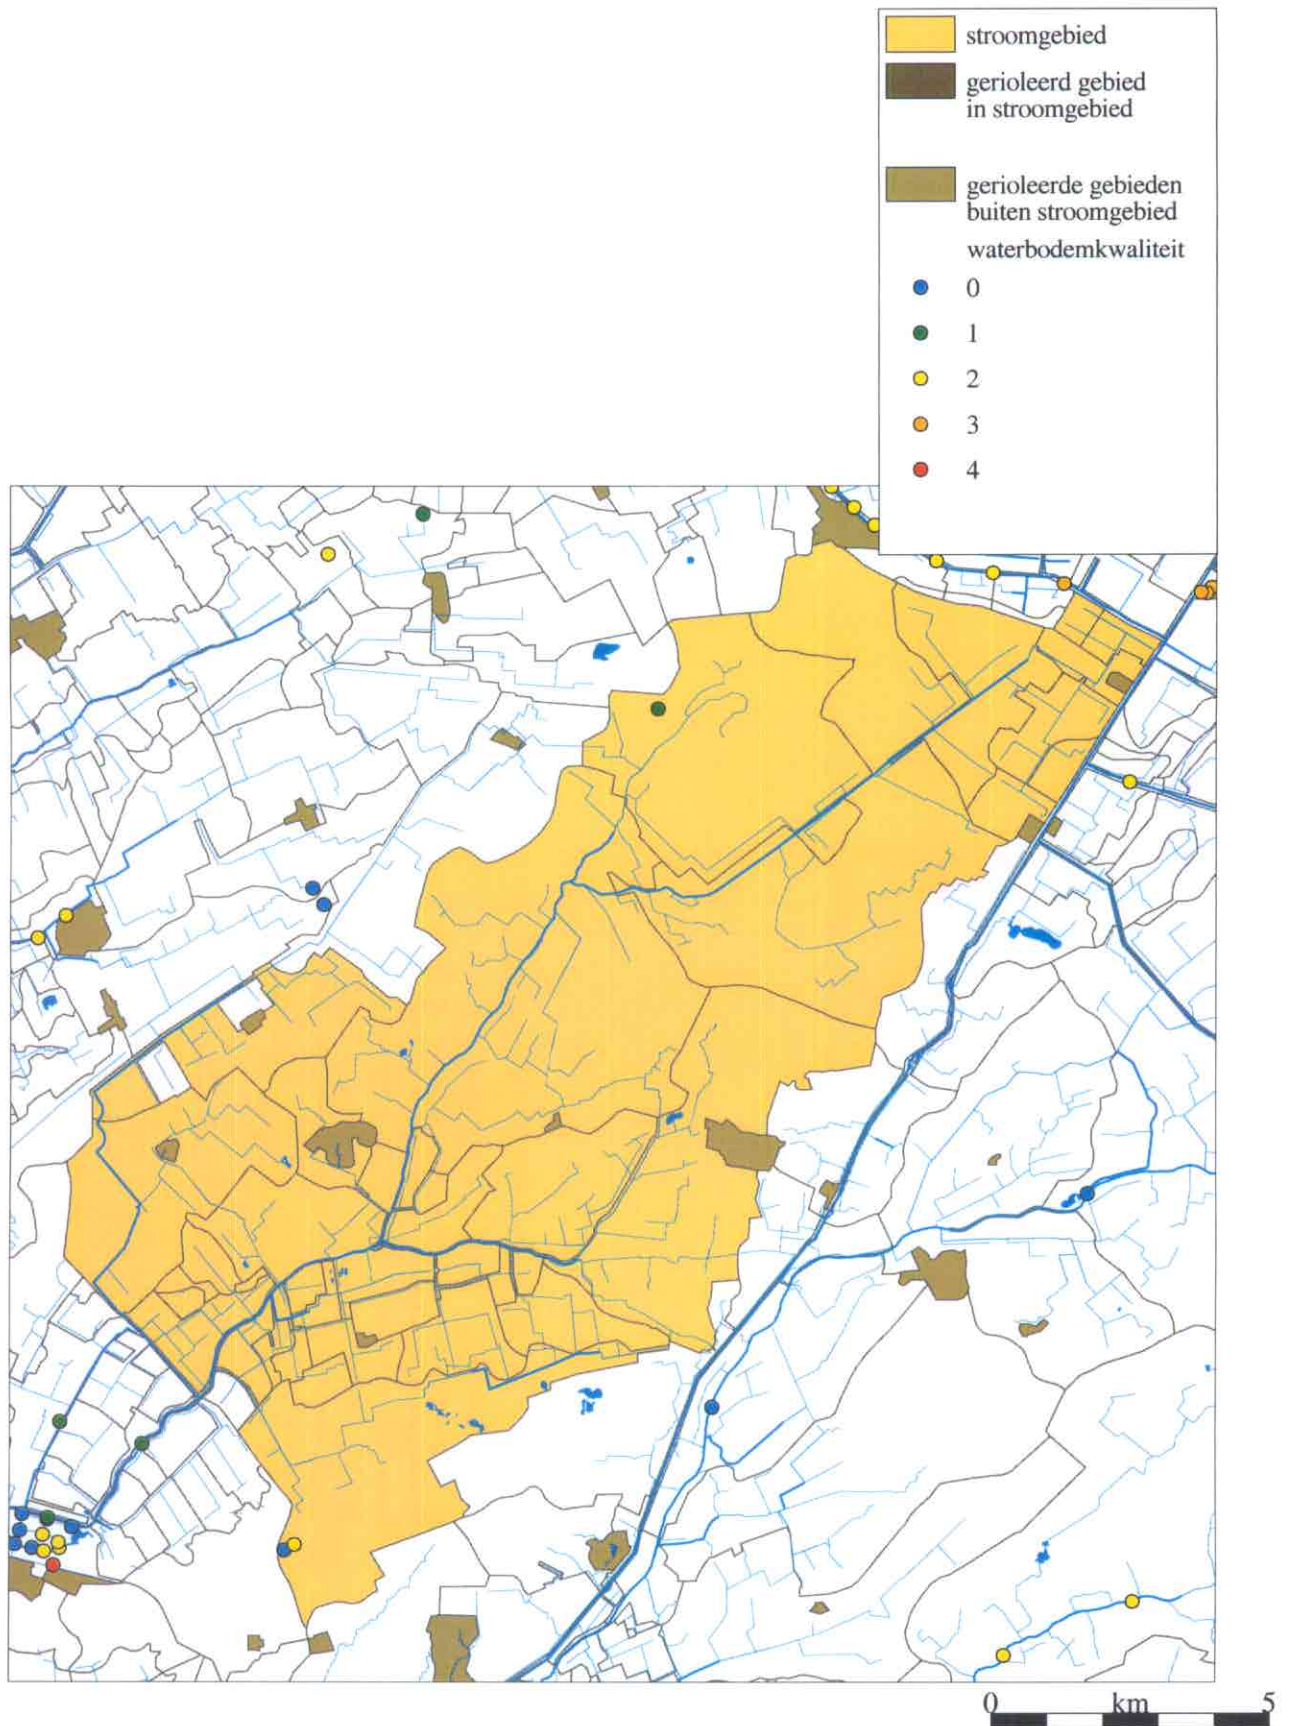 stroomgebied
gerioleerd gebied
in stroomgebied
gerioleerde gebieden
buiten stroomgebied
waterbodemkwaliteit
0
1
2
3
4
0 km 5